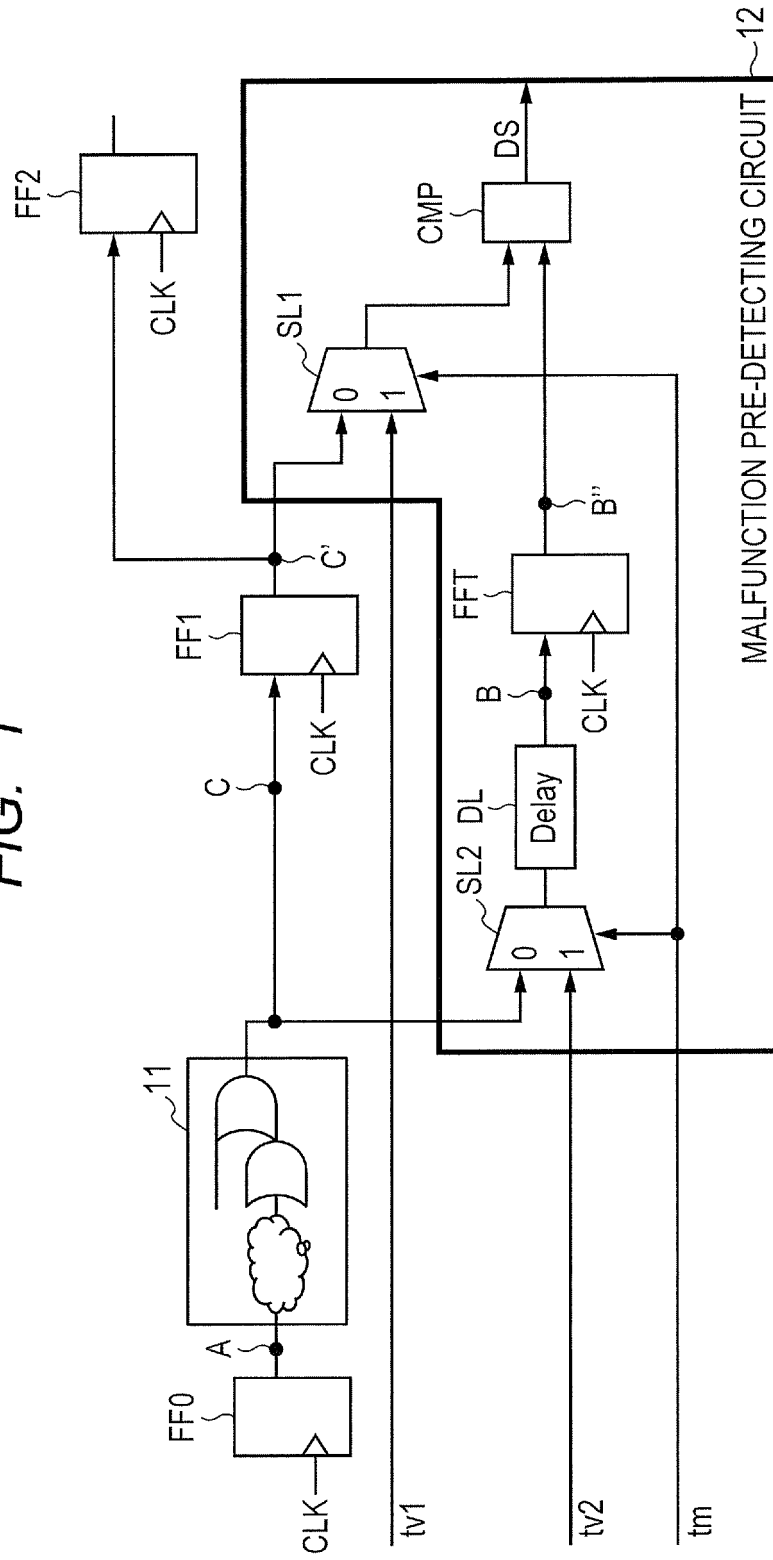 FIG. 1
FF0
CLK
A
11
C
FF1
CLK
C'
FF2
CLK
tv1
SL1
0
1
CMP
DS
tv2
SL2
0
1
DL
Delay
B
FFT
CLK
B"
tm
MALFUNCTION PRE-DETECTING CIRCUIT
12